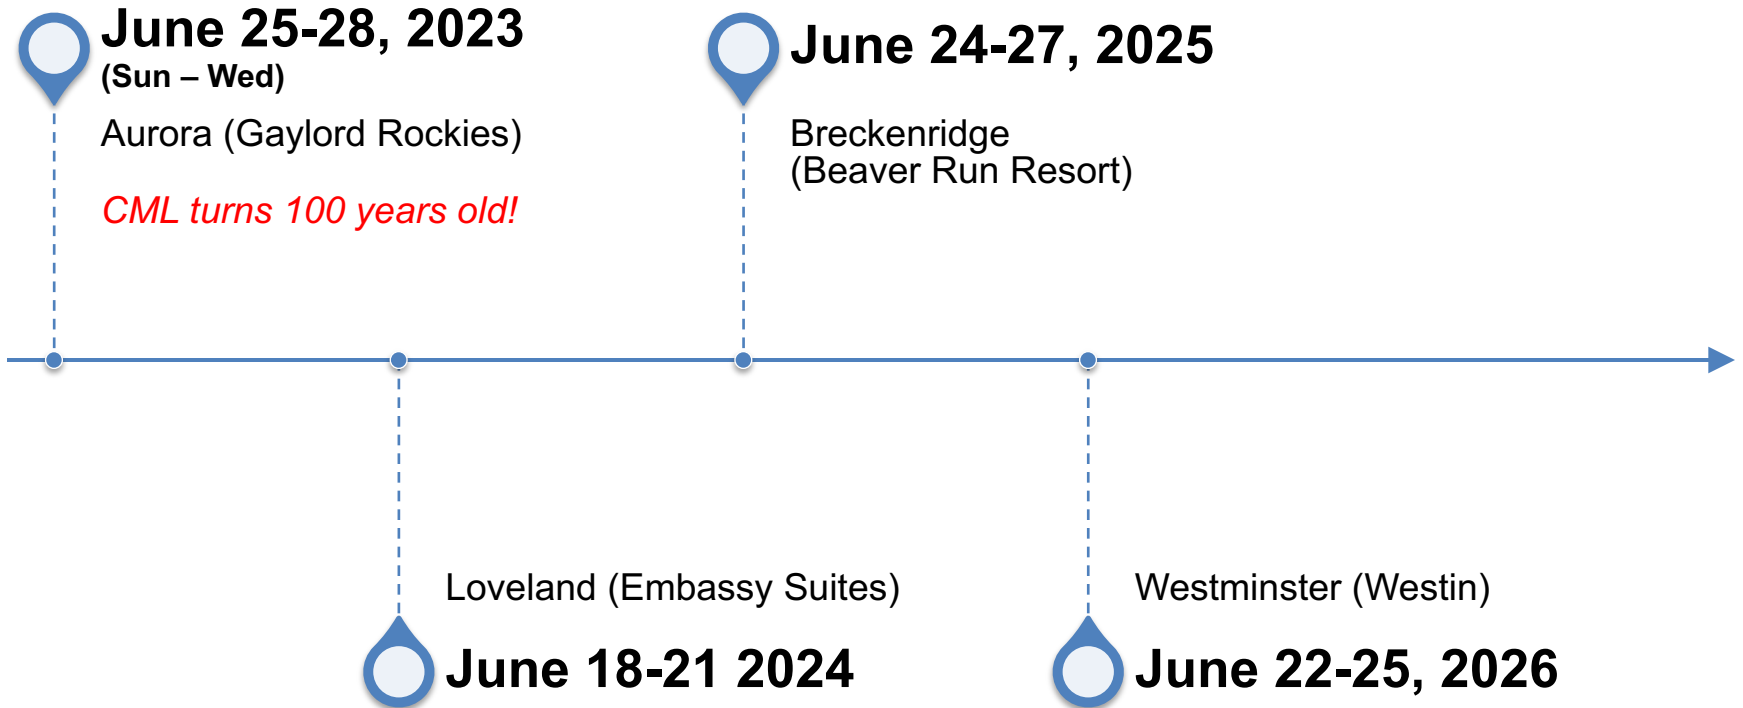 June 25-28, 2023
(Sun – Wed)
Aurora (Gaylord Rockies)
CML turns 100 years old!
June 24-27, 2025
Breckenridge
(Beaver Run Resort)
Loveland (Embassy Suites)
June 18-21 2024
Westminster (Westin)
June 22-25, 2026